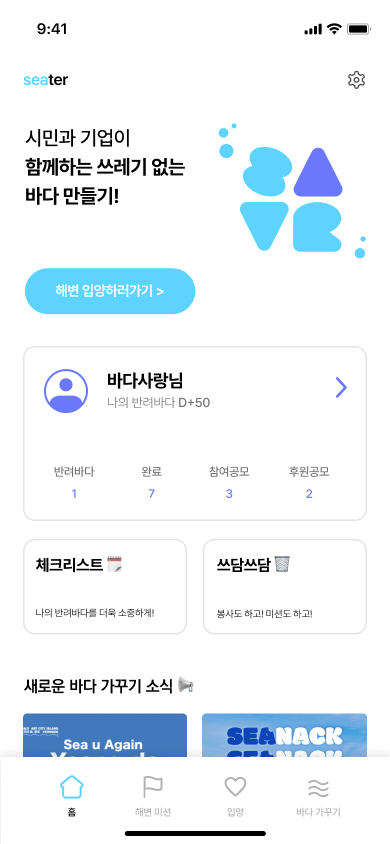 9:41
seater
시민과 기업이
함께하는 쓰레기 없는
바다 만들기!
해변 입양하러가기 >
바다사랑님
나의 반려바다 D+50
반려바다 완료 참여공모 후원공모
1 7 3 2
체크리스트
나의 반려바다를 더욱 소중하게!
쓰담쓰담
봉사도 하고! 미션도 하고!
새로운 바다 가꾸기 소식
Sea u Again
SEANACK
홈 해변 미션 입양 바다 가꾸기